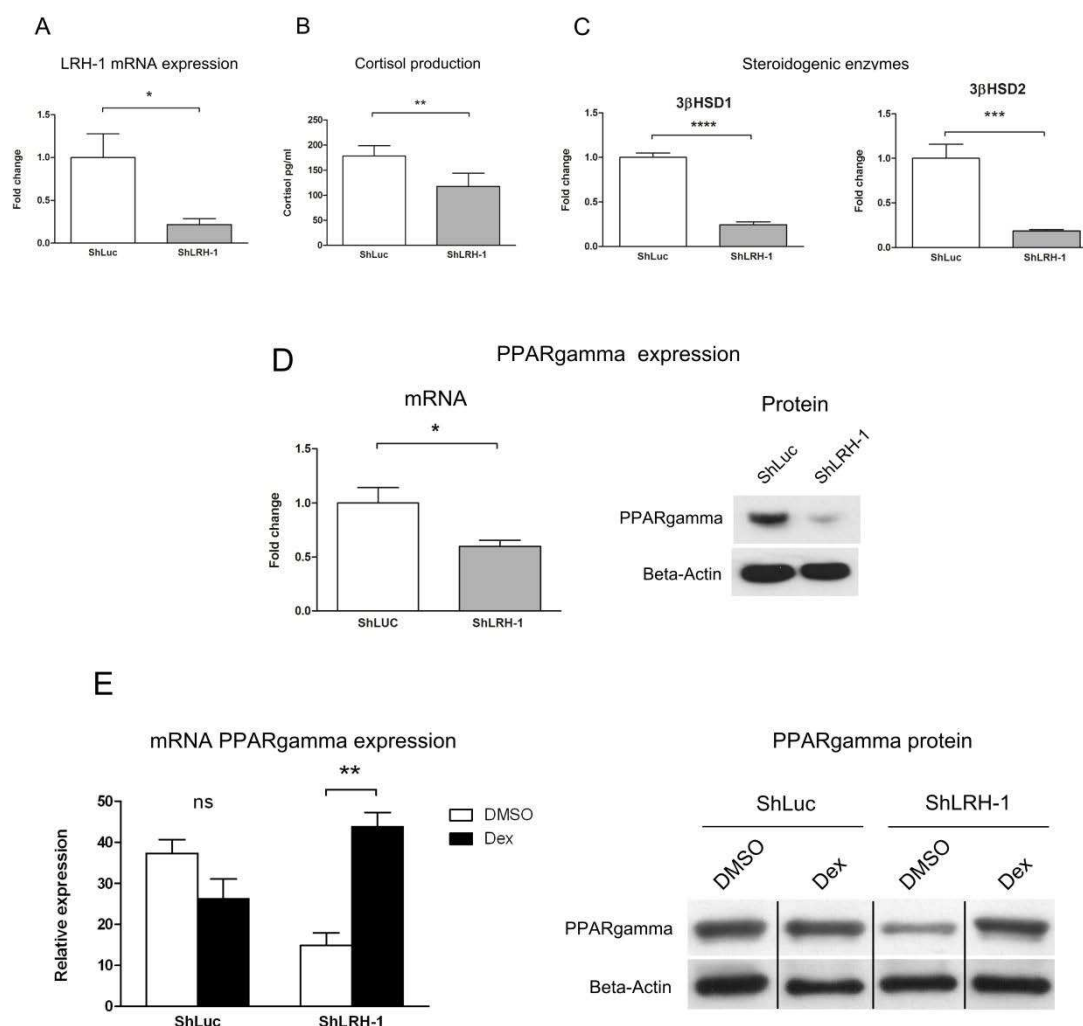 A
LRH-1 mRNA expression
*
Fold change
1.5
1.0
0.5
0.0
ShLuc
ShLRH-1
B
Cortisol production
**
Cortisol pg/ml
250
200
150
100
50
0
ShLuc
ShLRH-1
C
Steroidogenic enzymes
3βHSD1
****
Fold change
1.5
1.0
0.5
0.0
ShLuc
ShLRH-1
3βHSD2
***
Fold change
1.5
1.0
0.5
0.0
ShLuc
ShLRH-1
D
PPARgamma expression
mRNA
*
Fold change
1.5
1.0
0.5
0.0
ShLUC
ShLRH-1
Protein
ShLuc
ShLRH-1
PPARgamma
Beta-Actin
E
mRNA PPARgamma expression
ns
**
DMSO
Dex
Relative expression
50
40
30
20
10
0
ShLuc
ShLRH-1
PPARgamma protein
ShLuc
ShLRH-1
DMSO
Dex
DMSO
Dex
PPARgamma
Beta-Actin